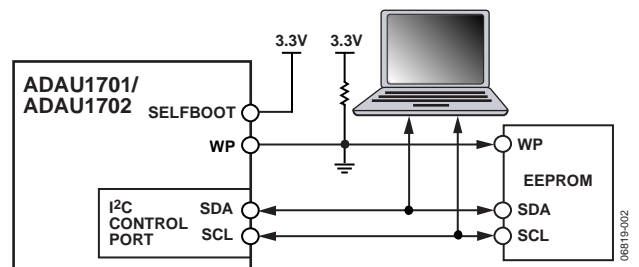 3.3V 3.3V
ADAU1701/
ADAU1702
SELFBOOT
WP
WP
EEPROM
I2C
CONTROL
PORT
SDA
SCL
SDA
SCL
06819-002